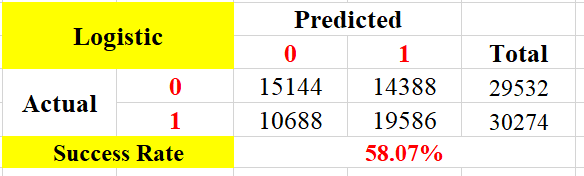 Logistic Predicted
0 1 Total
Actual 0 15144 14388 29532
1 10688 19586 30274
Success Rate 58.07%